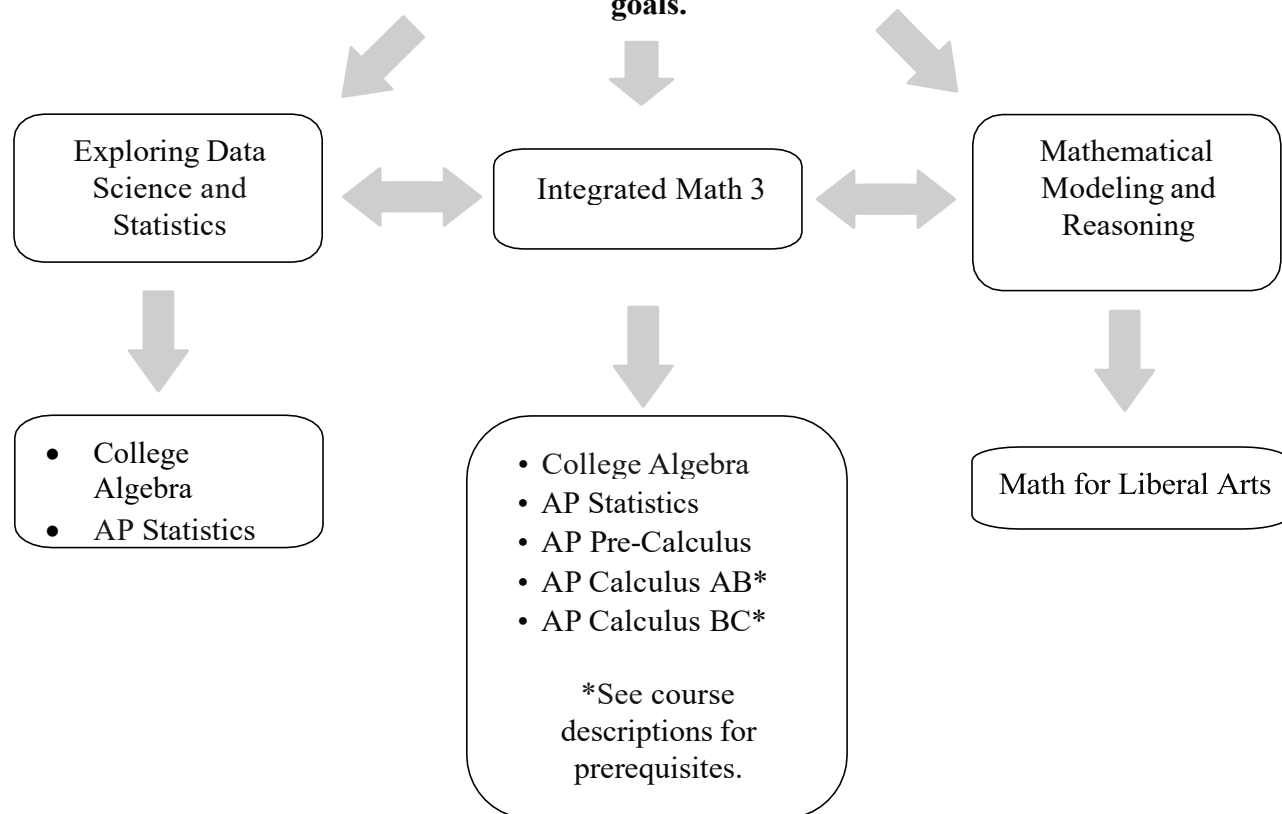 goals.
Exploring Data
Science and
Statistics
Integrated Math 3
Mathematical
Modeling and
Reasoning
• College
Algebra
• AP Statistics
• College Algebra
• AP Statistics
• AP Pre-Calculus
• AP Calculus AB*
• AP Calculus BC*
*See course
descriptions for
prerequisites.
Math for Liberal Arts